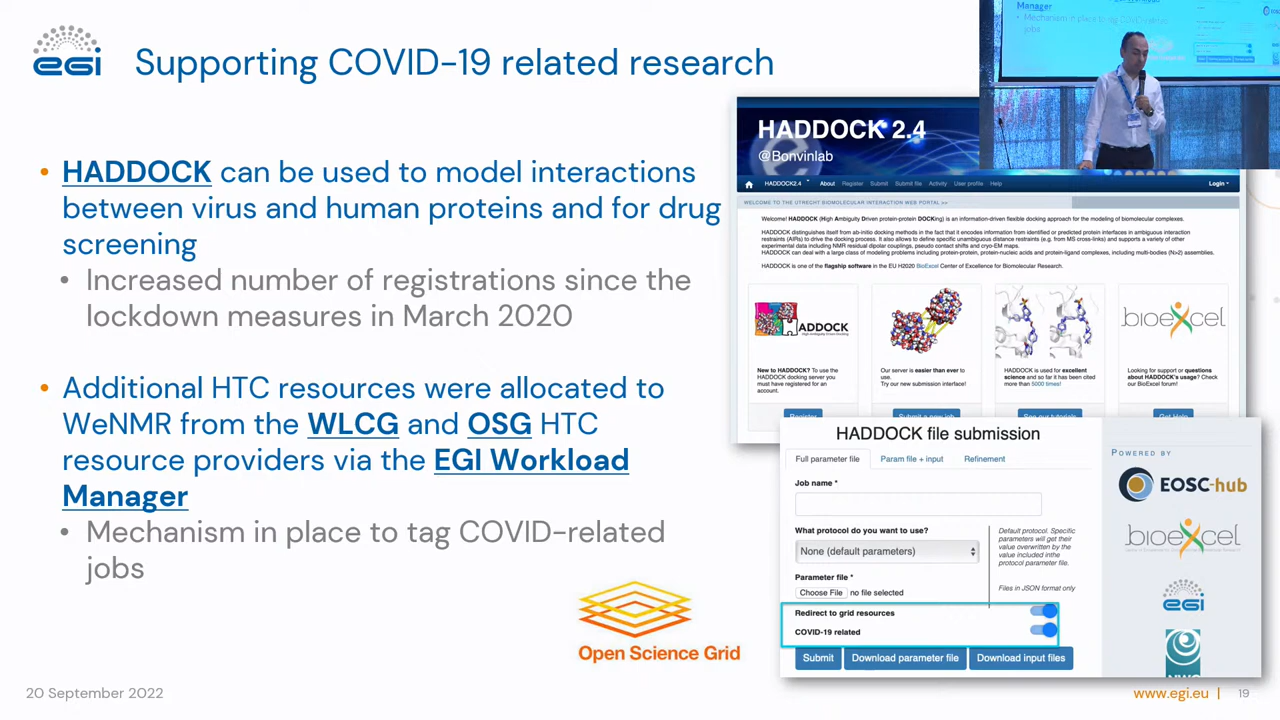 EGI
Supporting COVID-19 related research
Manager
Mechanism in place to tag COVID-related
jobs
• HADDOCK can be used to model interactions
between virus and human proteins and for drug
screening
• Increased number of registrations since the
lockdown measures in March 2020
• Additional HTC resources were allocated to
WeNMR from the WLCG and OSG HTC
resource providers via the EGI Workload
Manager
• Mechanism in place to tag COVID-related
jobs
Open Science Grid
HADDOCK 2.4
@Bonvinlab
HADDOCK2.4 About Register Submit Submit file Activity User profile Help Login
WELCOME TO THE UTRECHT BIOMOLECULAR INTERACTION WEB PORTAL >>
Welcome! HADDOCK (High Ambiguity Driven protein-protein DOCKing) is an information-driven flexible docking approach for the modeling of biomolecular complexes.
HADDOCK distinguishes itself from ab-initio docking methods in the fact that it encodes information from identified or predicted protein interfaces in ambiguous interaction
restraints (AIRs) to drive the docking process. It also allows to define specific unambiguous distance restraints (e.g. from MS cross-links) and supports a variety of other
experimental data including NMR residual dipolar couplings, pseudo contact shifts and cryo-EM maps.
HADDOCK can deal with a large class of modeling problems including protein-protein, protein-nucleic acids and protein-ligand complexes, including multi-bodies (N>2) assemblies.
HADDOCK is one of the flagship software in the EU H2020 BioExcel Center of Excellence for Biomolecular Research.
ADDOCK
bioexcel
New to HADDOCK? To use the
HADDOCK docking server you
must have registered for an
account.
Our server is easier than ever to
use.
Try our new submission interface!
HADDOCK is used for excellent
science and so far it has been cited
more than 5000 times!
Looking for support or questions
about HADDOCK's usage? Check
our BioExcel forum!
Register
Submit a new job
See our tutorials
Get Help
HADDOCK file submission
Full parameter file Param file + input Refinement
Job name *
What protocol do you want to use?
None (default parameters)
Default protocol. Specific
parameters will get their
value overwritten by the
value included inthe
protocol parameter file.
Parameter file *
Choose File no file selected
Files in JSON format only
Redirect to grid resources
COVID-19 related
Submit Download parameter file Download input files
POWERED BY
EOSC-hub
bioexcel
EGI
20 September 2022
www.egi.eu | 19